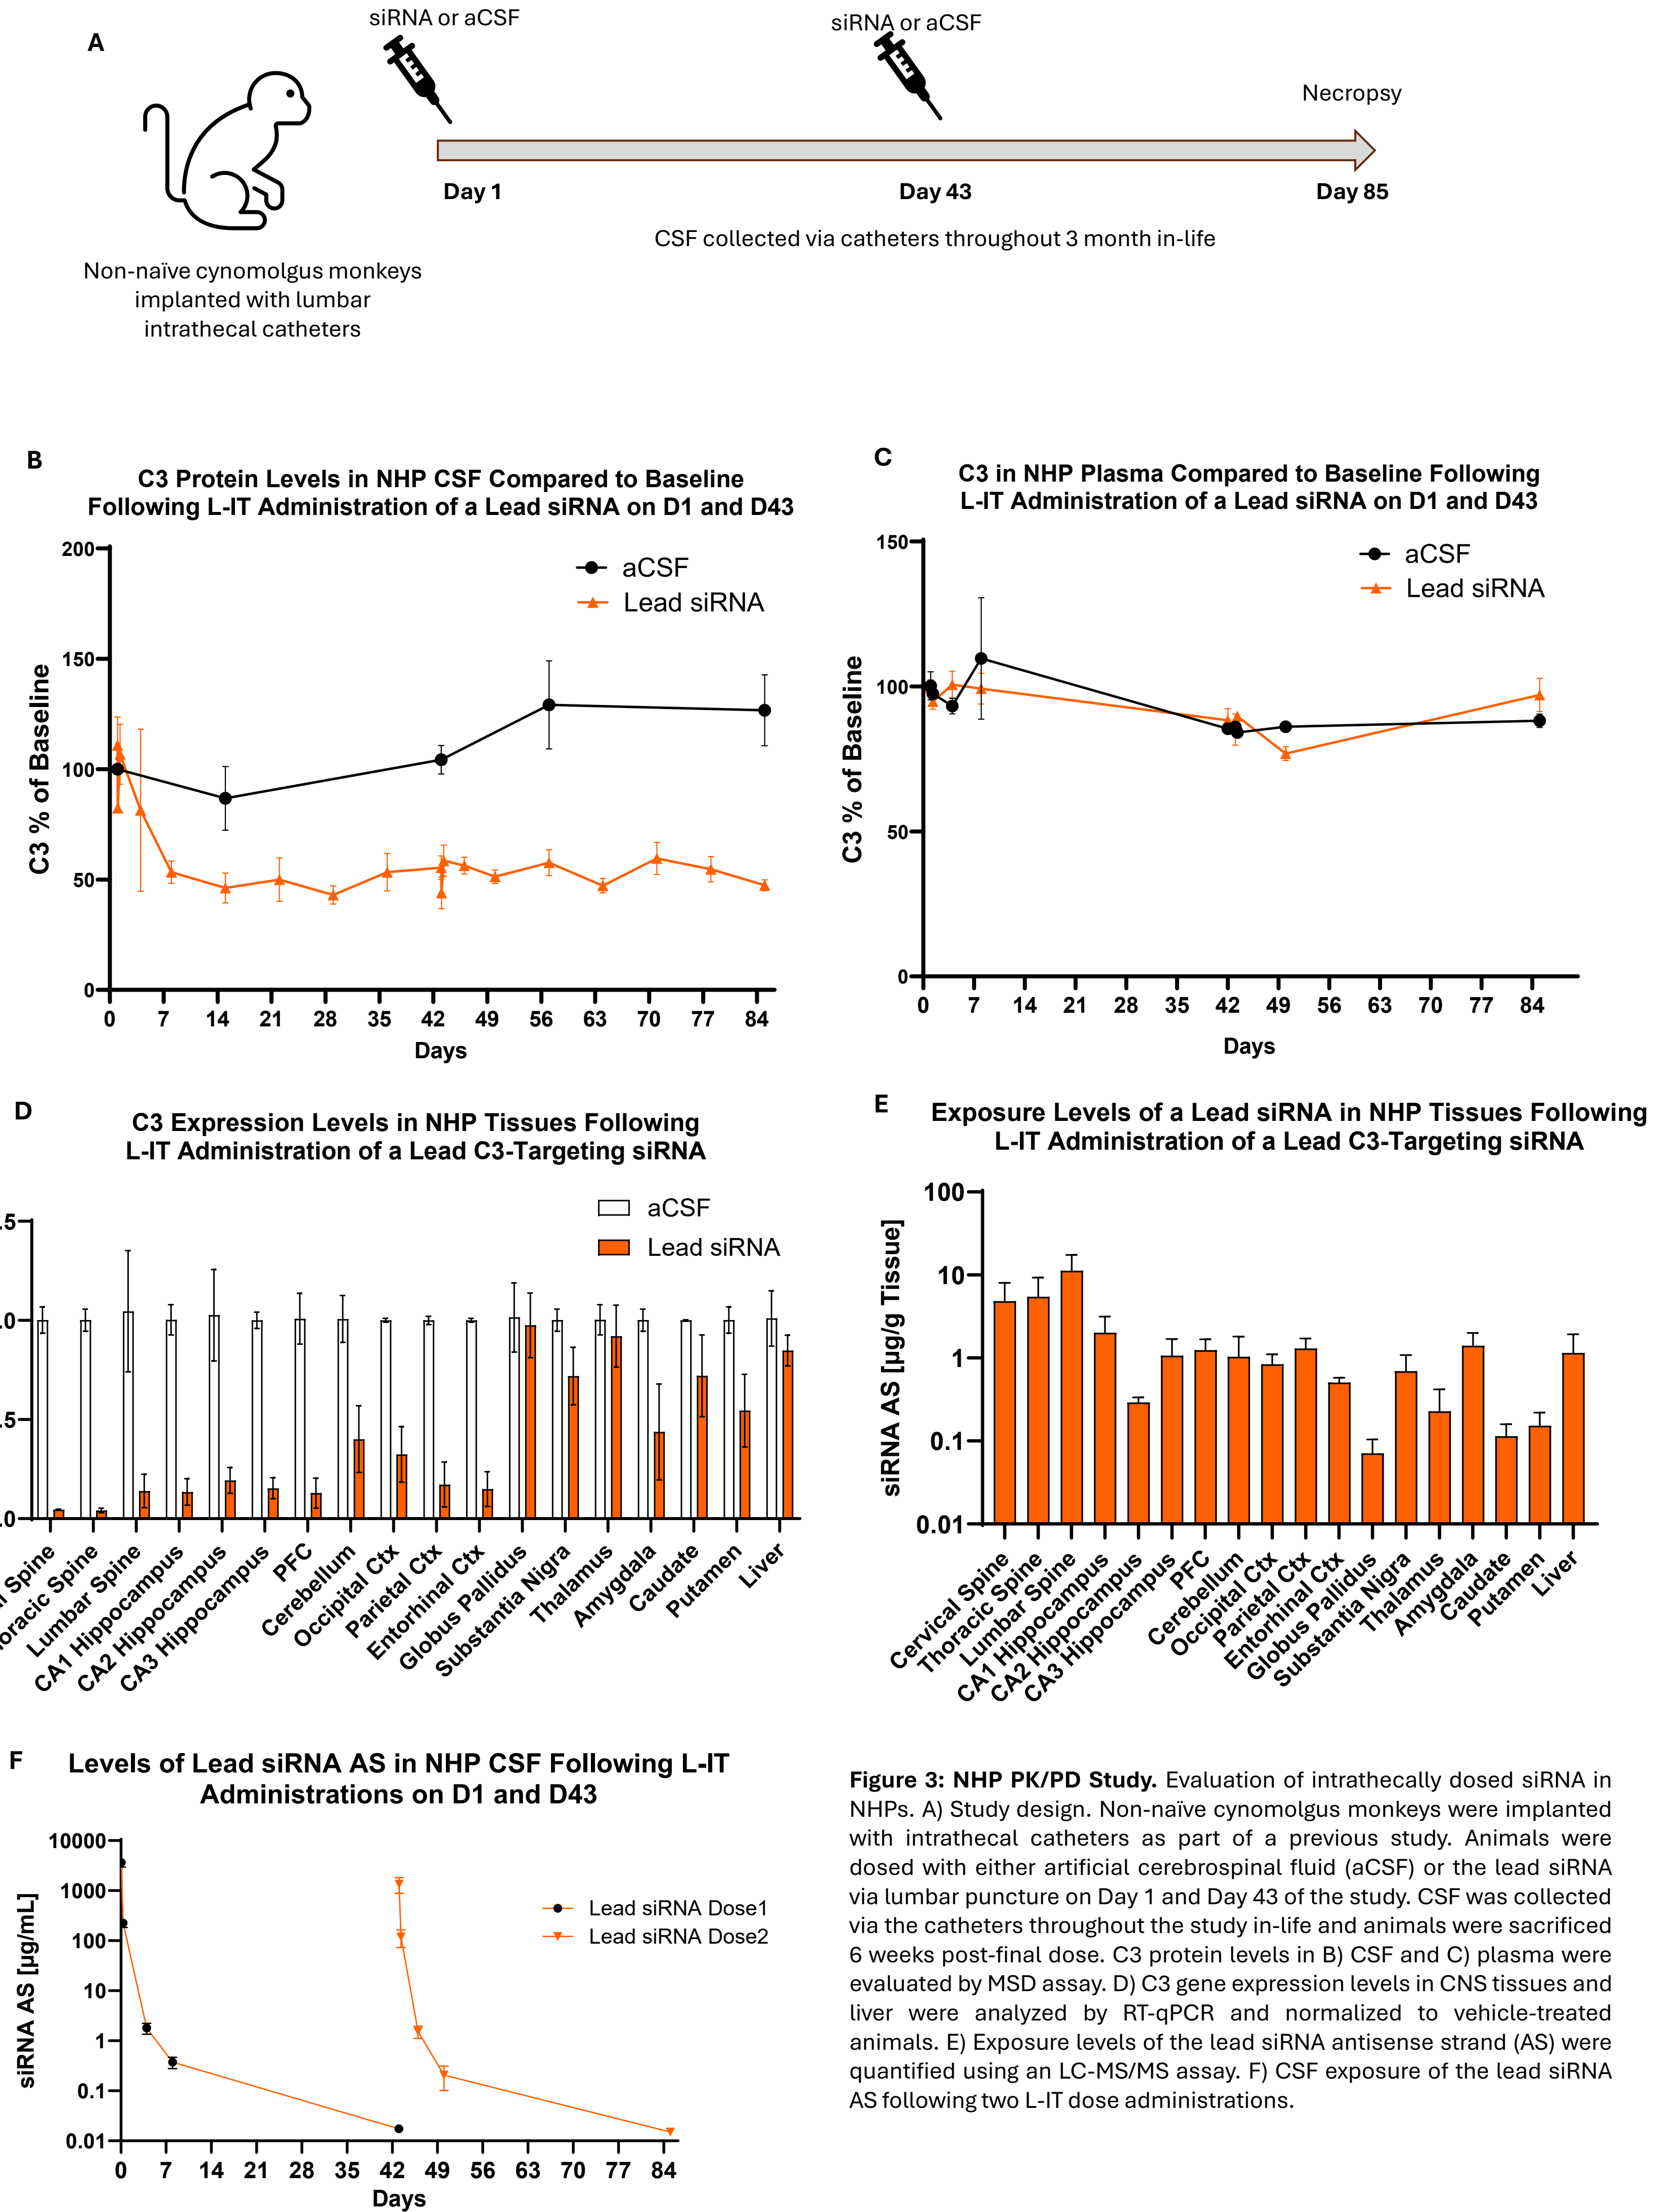 A
siRNA or aCSF
siRNA or aCSF
Necropsy
Day 1
Day 43
Day 85
CSF collected via catheters throughout 3 month in-life
Non-naïve cynomolgus monkeys
implanted with lumbar
intrathecal catheters
B
C3 Protein Levels in NHP CSF Compared to Baseline
Following L-IT Administration of a Lead siRNA on D1 and D43
aCSF
Lead siRNA
C3 % of Baseline
200
150
100
50
0
0 7 14 21 28 35 42 49 56 63 70 77 84
Days
C
C3 in NHP Plasma Compared to Baseline Following
L-IT Administration of a Lead siRNA on D1 and D43
aCSF
Lead siRNA
C3 % of Baseline
150
100
50
0
0 7 14 21 28 35 42 49 56 63 70 77 84
Days
D
C3 Expression Levels in NHP Tissues Following
L-IT Administration of a Lead C3-Targeting siRNA
aCSF
Lead siRNA
.5
.0
.5
.0
Spine
Spine
Lumbar Spine
CA1 Hippocampus
CA2 Hippocampus
CA3 Hippocampus
PFC
Cerebellum
Occipital Ctx
Parietal Ctx
Entorhinal Ctx
Globus Pallidus
Substantia Nigra
Thalamus
Amygdala
Caudate
Putamen
Liver
E
Exposure Levels of a Lead siRNA in NHP Tissues Following
L-IT Administration of a Lead C3-Targeting siRNA
siRNA AS [µg/g Tissue]
100
10
1
0.1
0.01
Cervical Spine
Thoracic Spine
Lumbar Spine
CA1 Hippocampus
CA2 Hippocampus
CA3 Hippocampus
PFC
Cerebellum
Occipital Ctx
Parietal Ctx
Entorhinal Ctx
Globus Pallidus
Substantia Nigra
Thalamus
Amygdala
Caudate
Putamen
Liver
F
Levels of Lead siRNA AS in NHP CSF Following L-IT
Administrations on D1 and D43
Lead siRNA Dose1
Lead siRNA Dose2
siRNA AS [µg/mL]
10000
1000
100
10
1
0.1
0.01
0 7 14 21 28 35 42 49 56 63 70 77 84
Days
Figure 3: NHP PK/PD Study. Evaluation of intrathecally dosed siRNA in
NHPs. A) Study design. Non-naïve cynomolgus monkeys were implanted
with intrathecal catheters as part of a previous study. Animals were
dosed with either artificial cerebrospinal fluid (aCSF) or the lead siRNA
via lumbar puncture on Day 1 and Day 43 of the study. CSF was collected
via the catheters throughout the study in-life and animals were sacrificed
6 weeks post-final dose. C3 protein levels in B) CSF and C) plasma were
evaluated by MSD assay. D) C3 gene expression levels in CNS tissues and
liver were analyzed by RT-qPCR and normalized to vehicle-treated
animals. E) Exposure levels of the lead siRNA antisense strand (AS) were
quantified using an LC-MS/MS assay. F) CSF exposure of the lead siRNA
AS following two L-IT dose administrations.